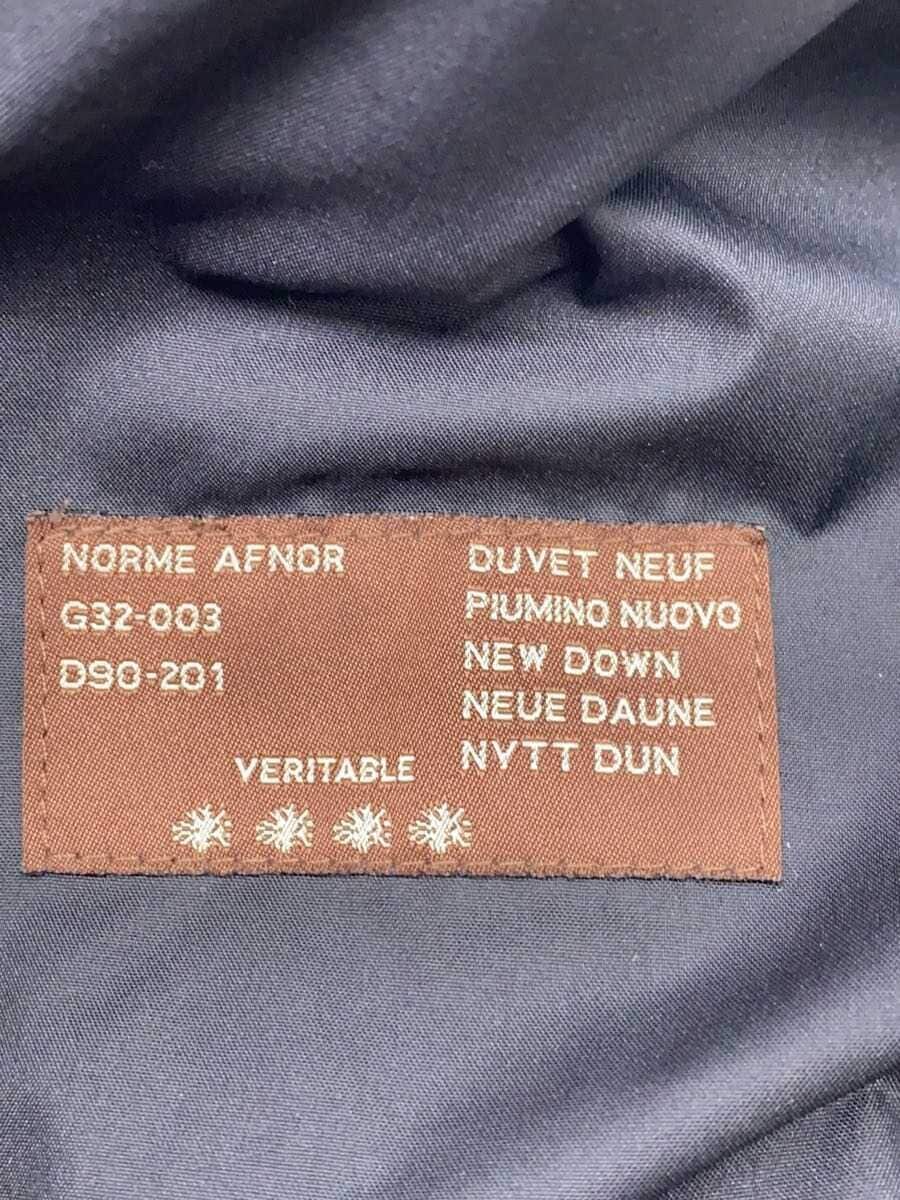 NORME AFNOR
G32-003
D90-201
VERITABLE
DUVET NEUF
PIUMINO NUOVO
NEW DOWN
NEUE DAUNE
NYTT DUN